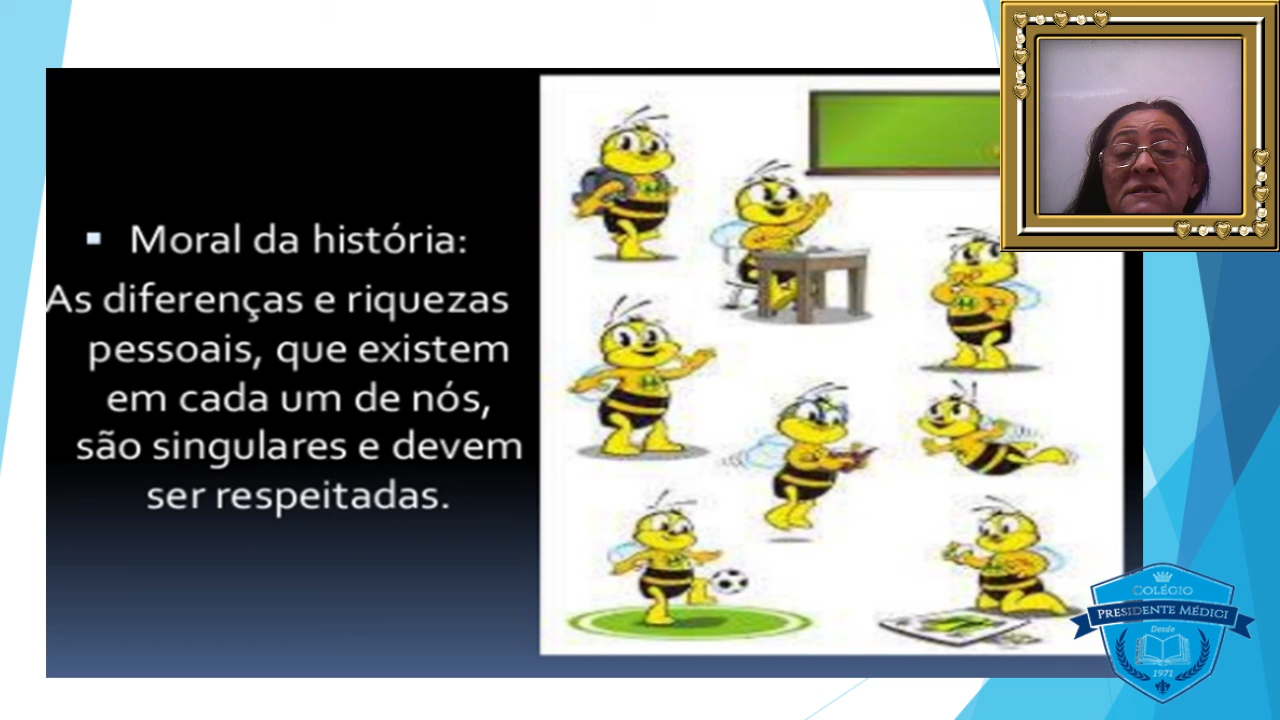 Moral da história:
As diferenças e riquezas
pessoais, que existem
em cada um de nós,
são singulares e devem
ser respeitadas.
COLÉGIO
PRESIDENTE MÉDICI
Desde
1971